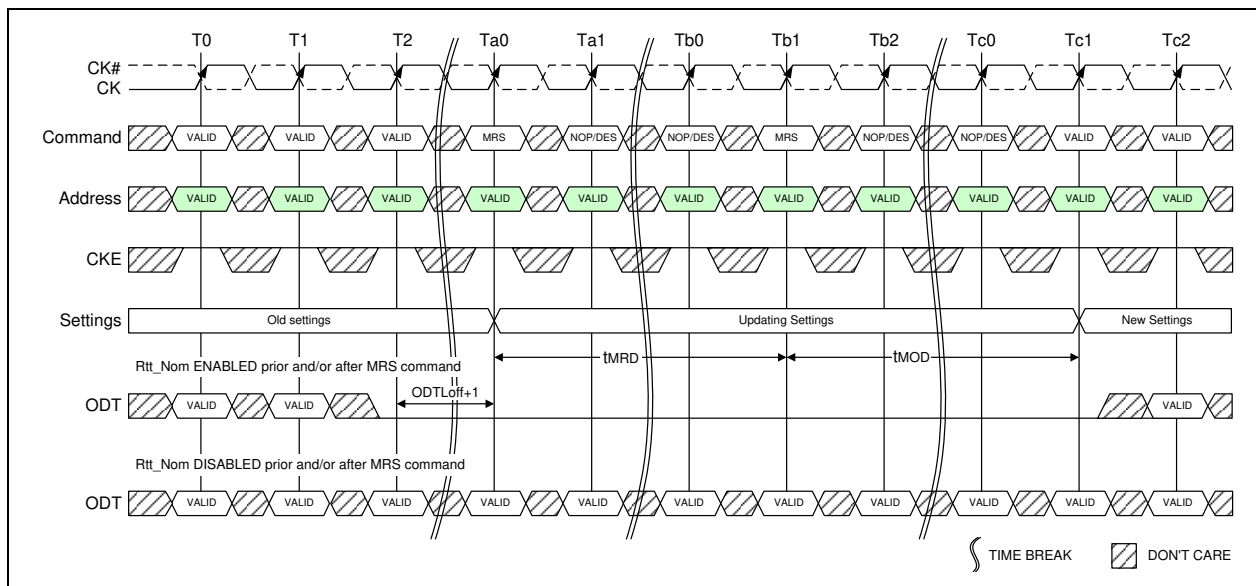 T0 T1 T2 Ta0 Ta1 Tb0 Tb1 Tb2 Tc0 Tc1 Tc2
CK#
CK
Command VALID VALID VALID MRS NOP/DES NOP/DES MRS NOP/DES NOP/DES VALID VALID
Address VALID VALID VALID VALID VALID VALID VALID VALID VALID VALID VALID
CKE
Settings Old settings Updating Settings New Settings
tMRD tMOD
Rtt_Nom ENABLED prior and/or after MRS command
ODTLoff+1
ODT VALID VALID VALID
Rtt_Nom DISABLED prior and/or after MRS command
ODT VALID VALID VALID VALID VALID VALID VALID VALID VALID VALID VALID
TIME BREAK DON'T CARE